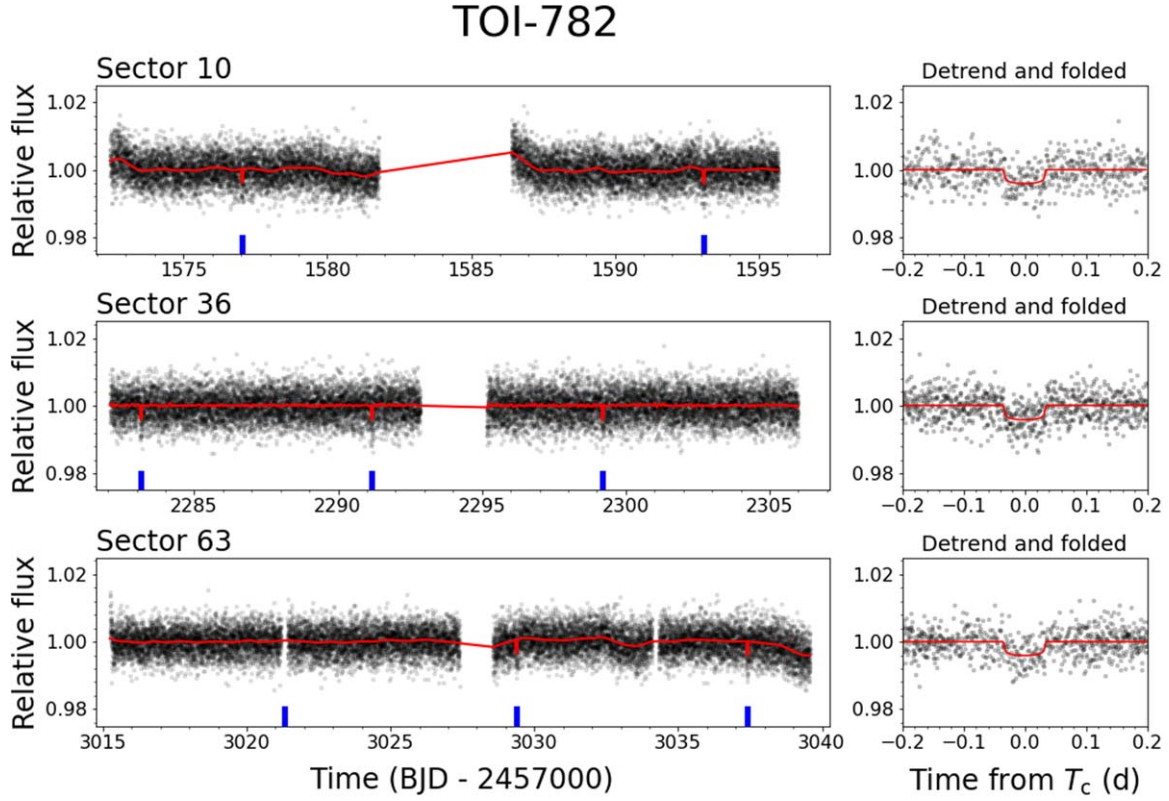 TOI-782
Sector 10
Detrend and folded
Relative flux
1.02
1.00
0.98
1575 1580 1585 1590 1595
1.02
1.00
0.98
−0.2 −0.1 0.0 0.1 0.2
Sector 36
Detrend and folded
Relative flux
1.02
1.00
0.98
2285 2290 2295 2300 2305
1.02
1.00
0.98
−0.2 −0.1 0.0 0.1 0.2
Sector 63
Detrend and folded
Relative flux
1.02
1.00
0.98
3015 3020 3025 3030 3035 3040
1.02
1.00
0.98
−0.2 −0.1 0.0 0.1 0.2
Time (BJD - 2457000)
Time from Tc (d)